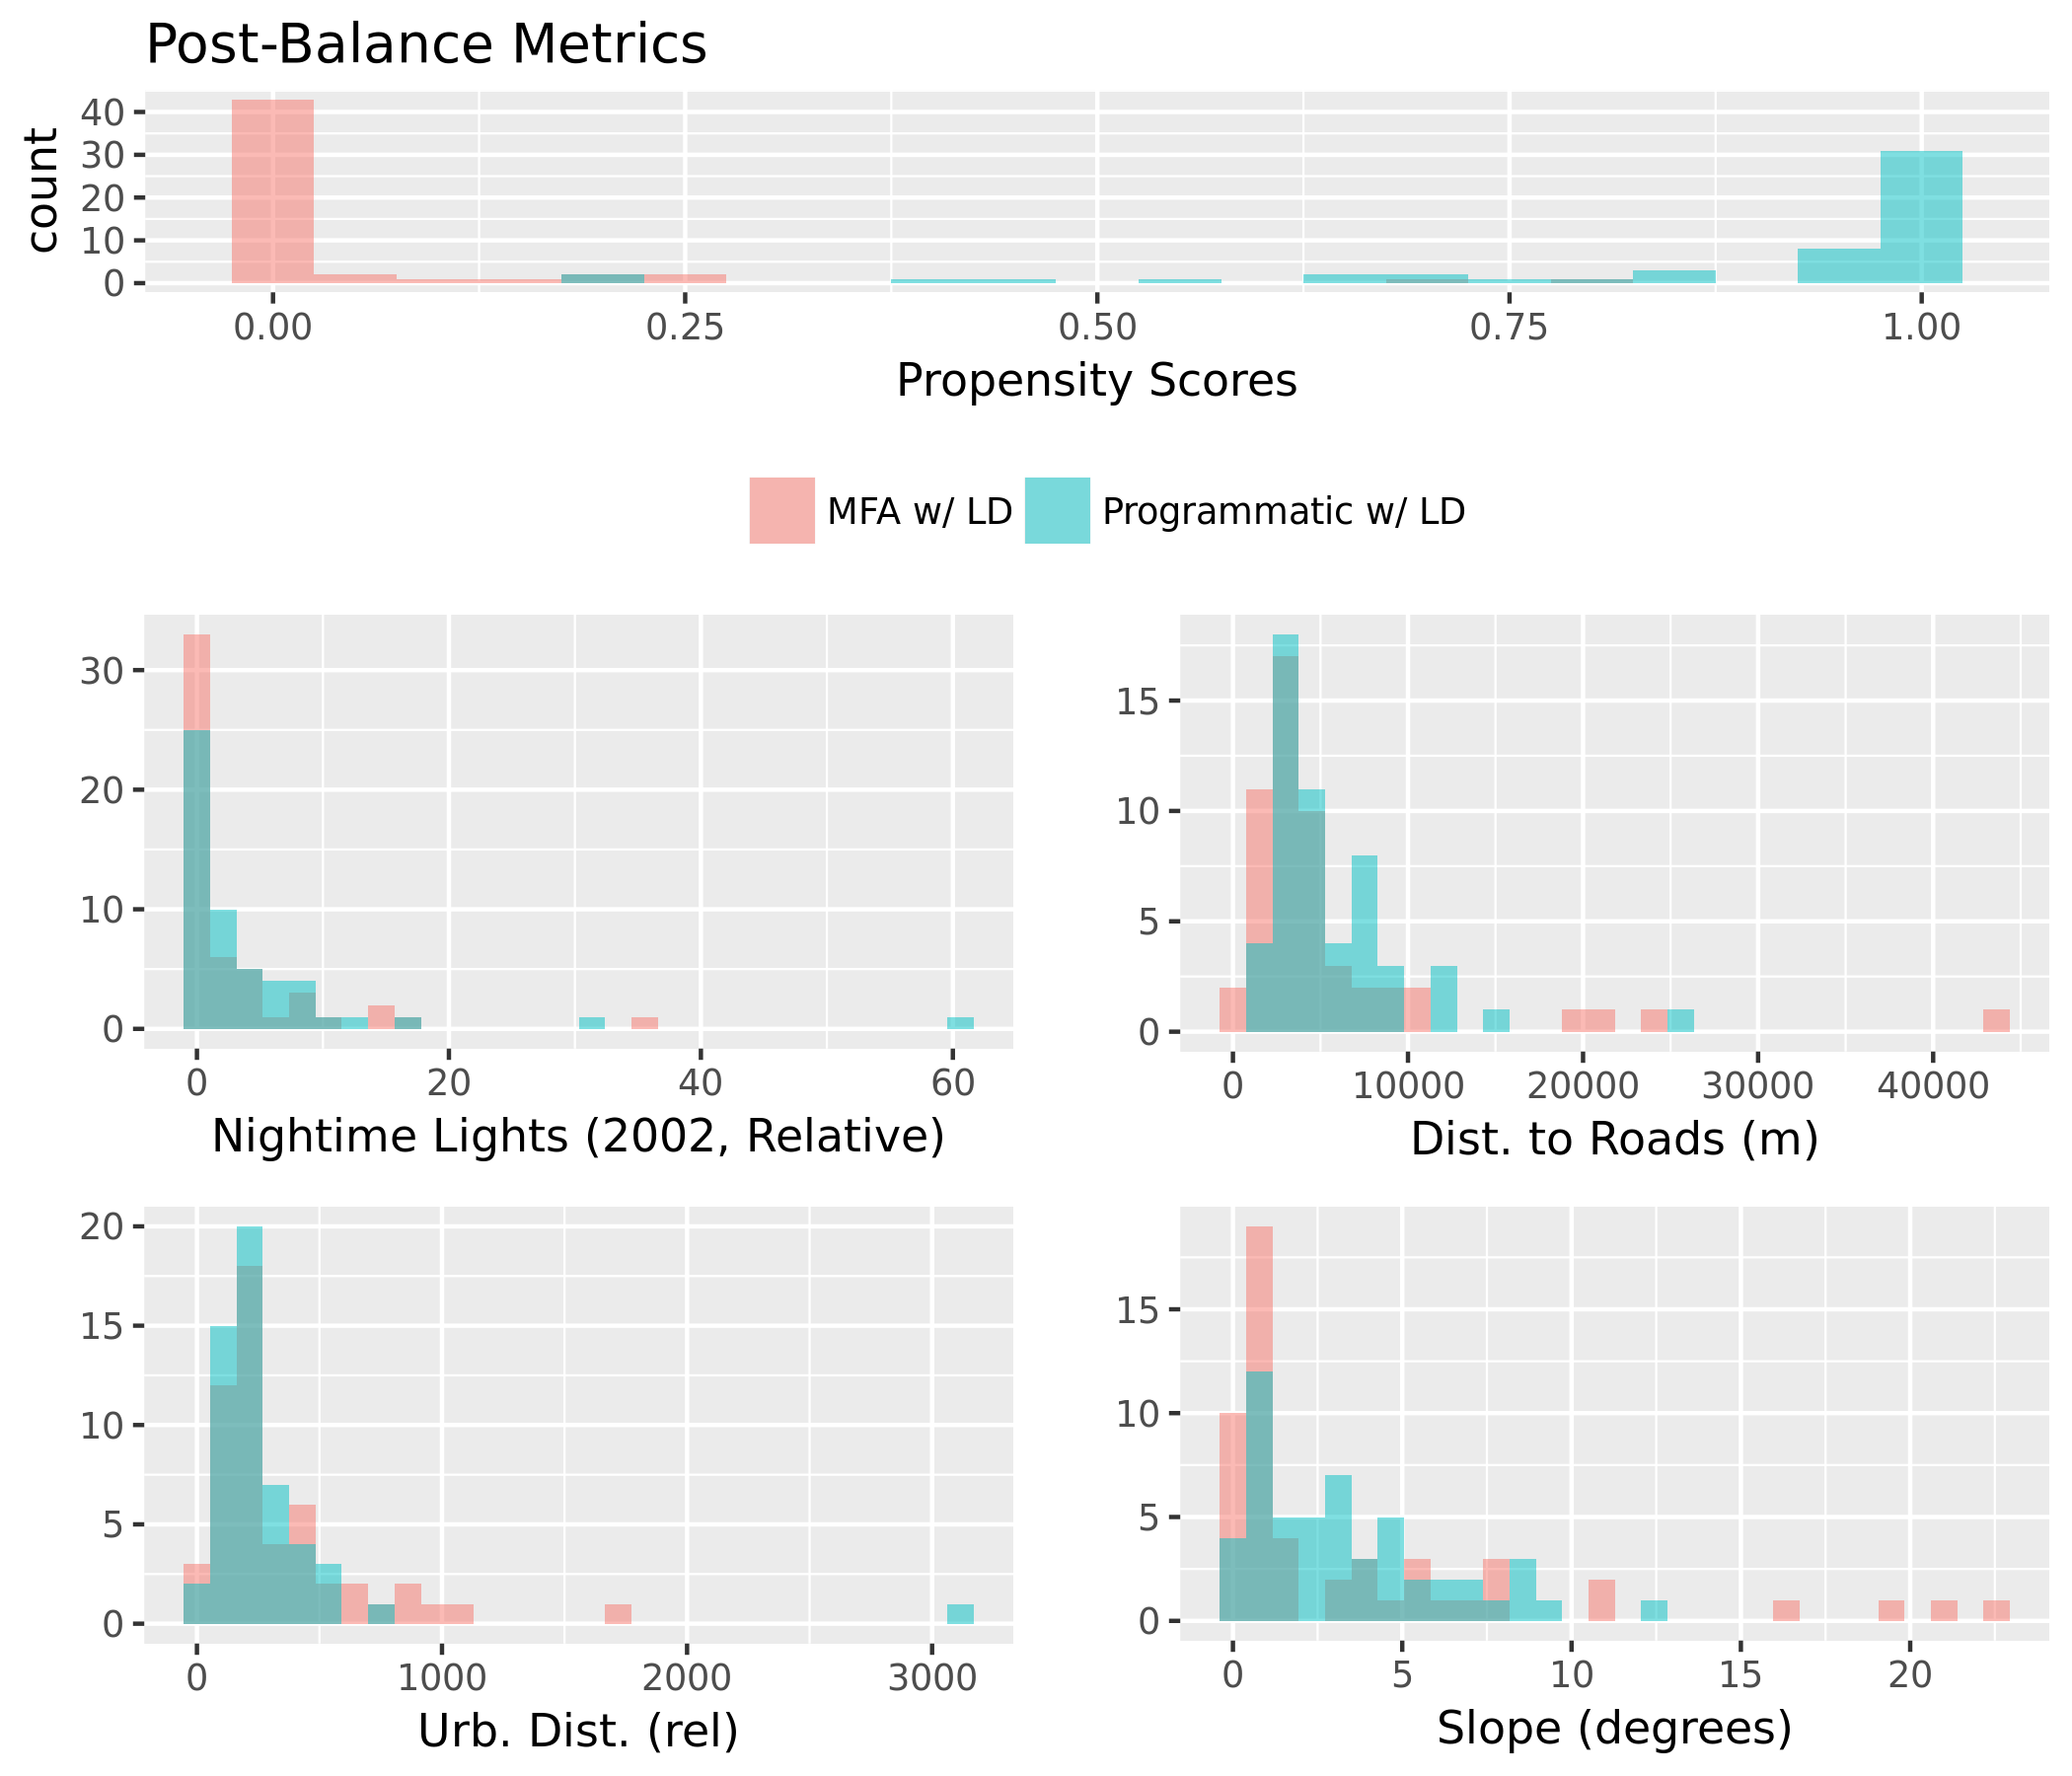 Post-Balance Metrics
count
40
30
20
10
0
0.00 0.25 0.50 0.75 1.00
Propensity Scores
MFA w/ LD Programmatic w/ LD
30
20
10
0
0 20 40 60
Nightime Lights (2002, Relative)
15
10
5
0
0 10000 20000 30000 40000
Dist. to Roads (m)
20
15
10
5
0
0 1000 2000 3000
Urb. Dist. (rel)
15
10
5
0
0 5 10 15 20
Slope (degrees)